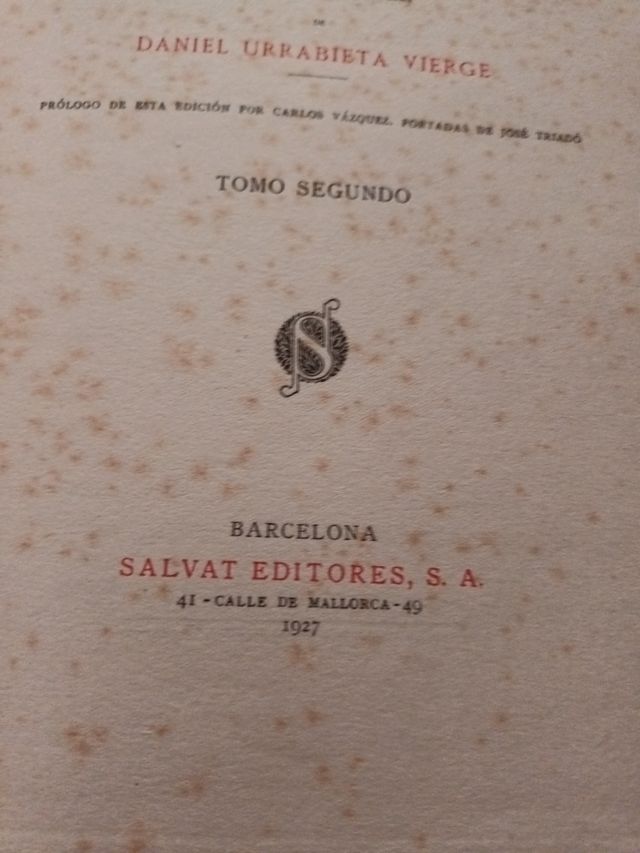 DE
DANIEL URRABIETA VIERGE
PRÓLOGO DE ESTA EDICIÓN POR CARLOS VÁZQUEZ. PORTADAS DE JOSÉ TRIADÓ
TOMO SEGUNDO
S
BARCELONA
SALVAT EDITORES, S. A.
41-CALLE DE MALLORCA-49
1927